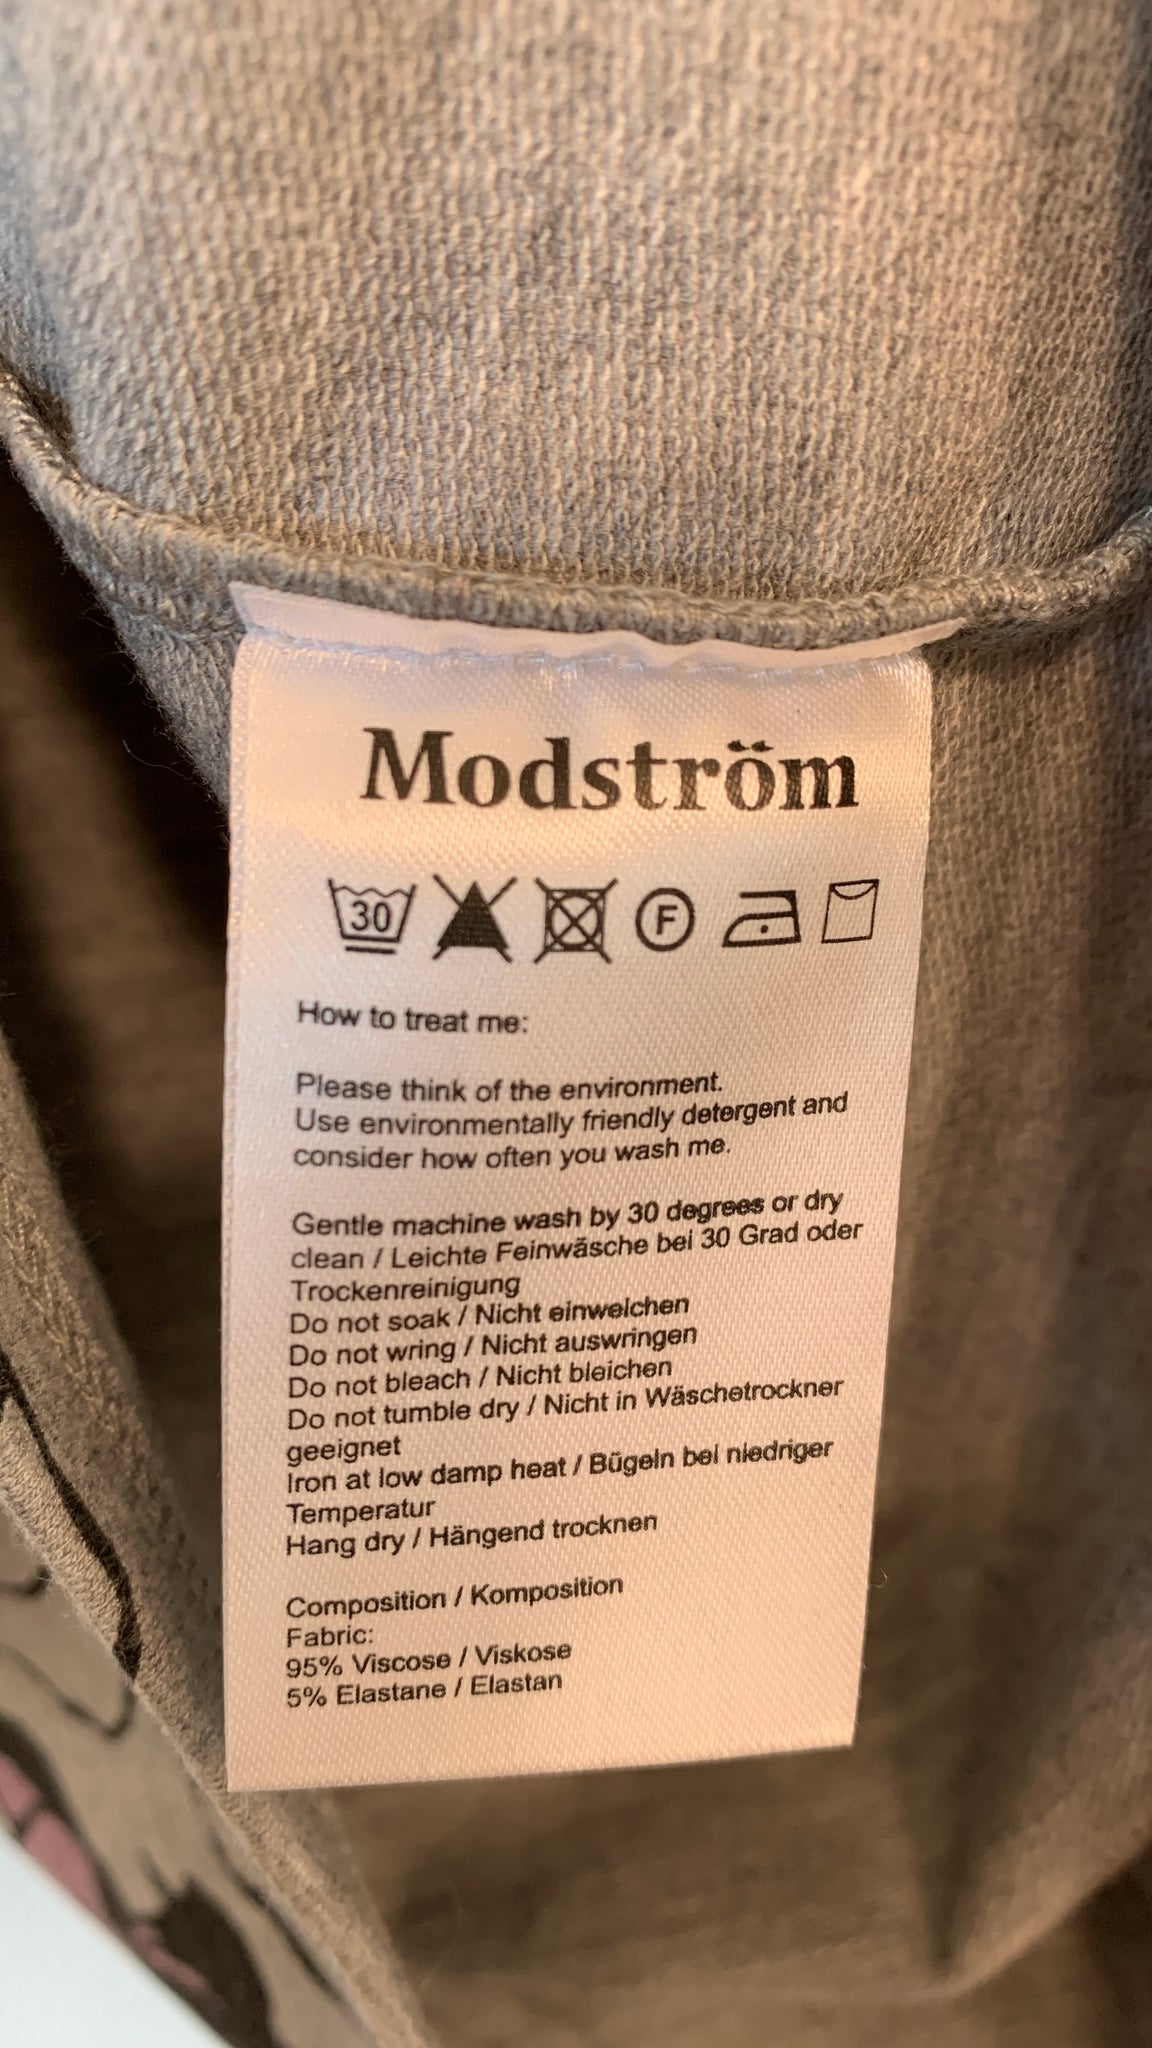 Modström
30
F
How to treat me:
Please think of the environment.
Use environmentally friendly detergent and
consider how often you wash me.
Gentle machine wash by 30 degrees or dry
clean / Leichte Feinwäsche bei 30 Grad oder
Trockenreinigung
Do not soak / Nicht einweichen
Do not wring / Nicht auswringen
Do not bleach / Nicht bleichen
Do not tumble dry / Nicht in Wäschetrockner
geeignet
Iron at low damp heat / Bügeln bei niedriger
Temperatur
Hang dry / Hängend trocknen
Composition / Komposition
Fabric:
95% Viscose / Viskose
5% Elastane / Elastan